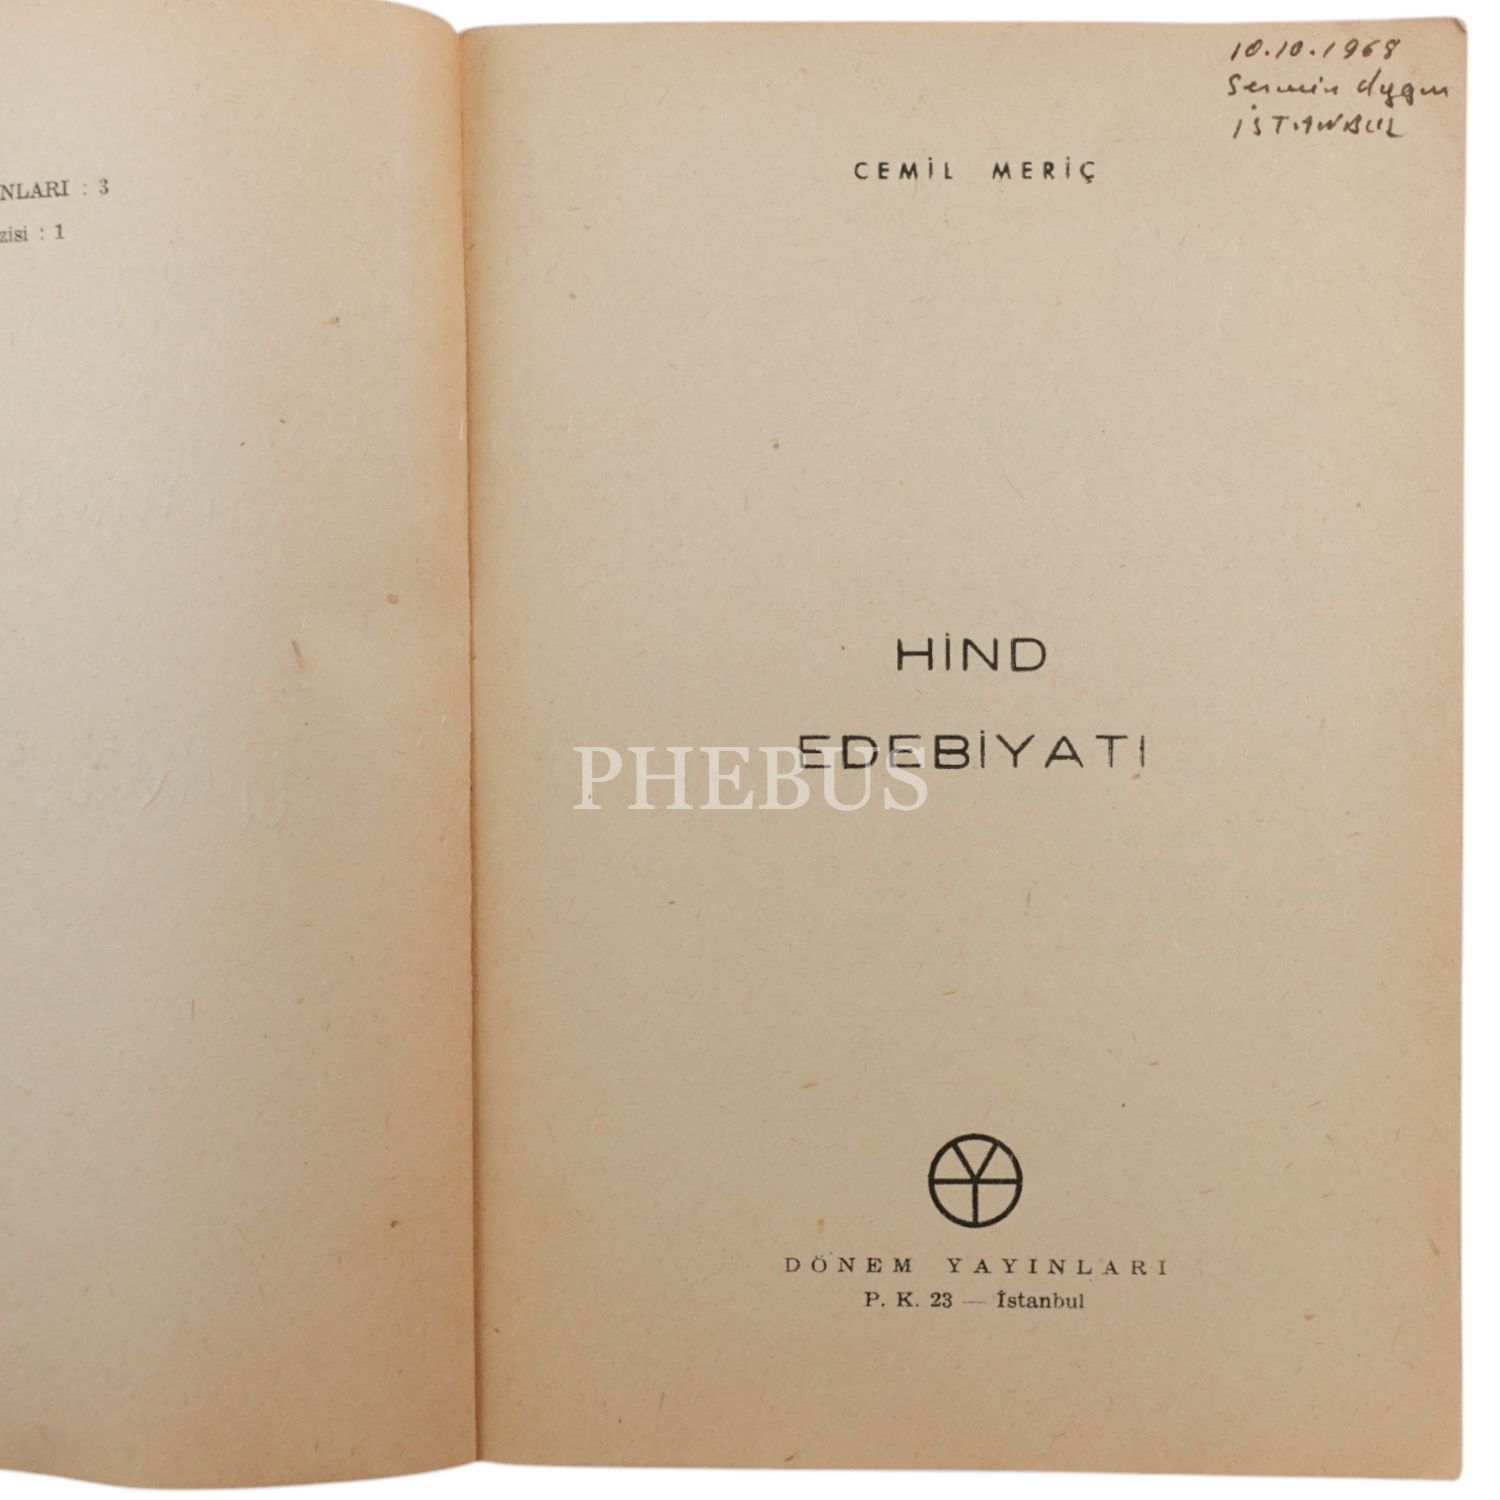 NLARI : 3
zisi : 1
10.10.1968
Sermin
İSTANBUL
CEMİL MERİÇ
HİND
EDEBİYATI
PHEBUS
DÖNEM YAYINLARI
P. K. 23 — İstanbul